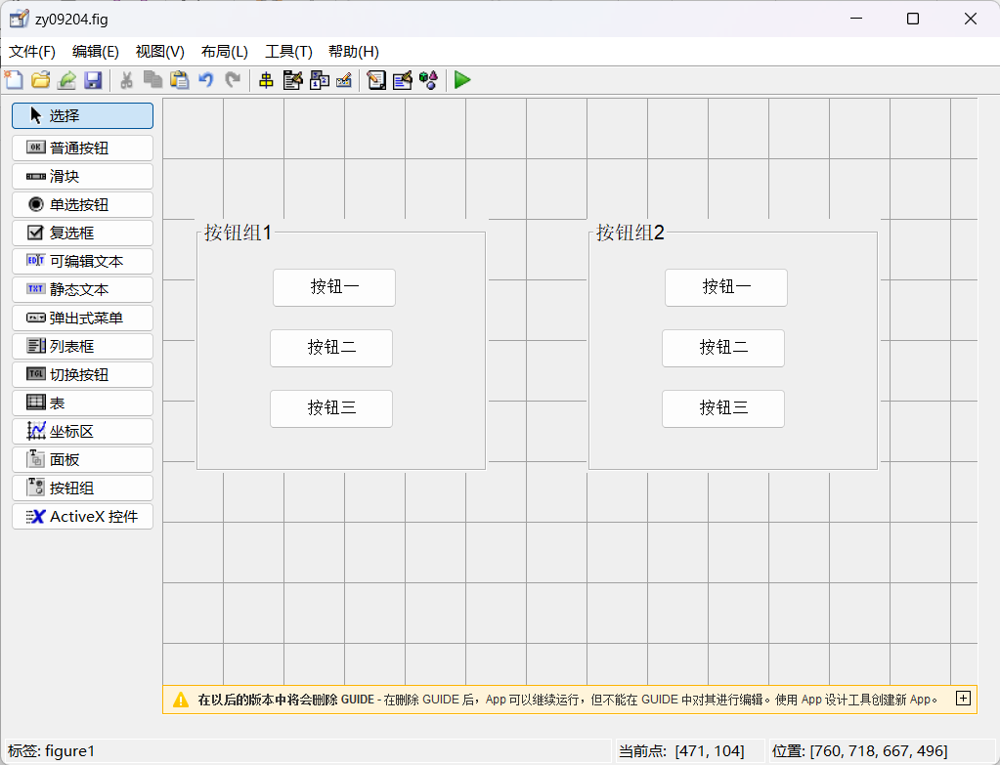 zy09204.fig
文件(F) 编辑(E) 视图(V) 布局(L) 工具(T) 帮助(H)
选择
OK 普通按钮
滑块
单选按钮
复选框
EDIT 可编辑文本
TXT 静态文本
弹出式菜单
列表框
TGL 切换按钮
表
坐标区
面板
按钮组
ActiveX 控件
按钮组1
按钮一
按钮二
按钮三
按钮组2
按钮一
按钮二
按钮三
在以后的版本中将会删除 GUIDE - 在删除 GUIDE 后，App 可以继续运行，但不能在 GUIDE 中对其进行编辑。使用 App 设计工具创建新 App。
标签: figure1 当前点: [471, 104] 位置: [760, 718, 667, 496]